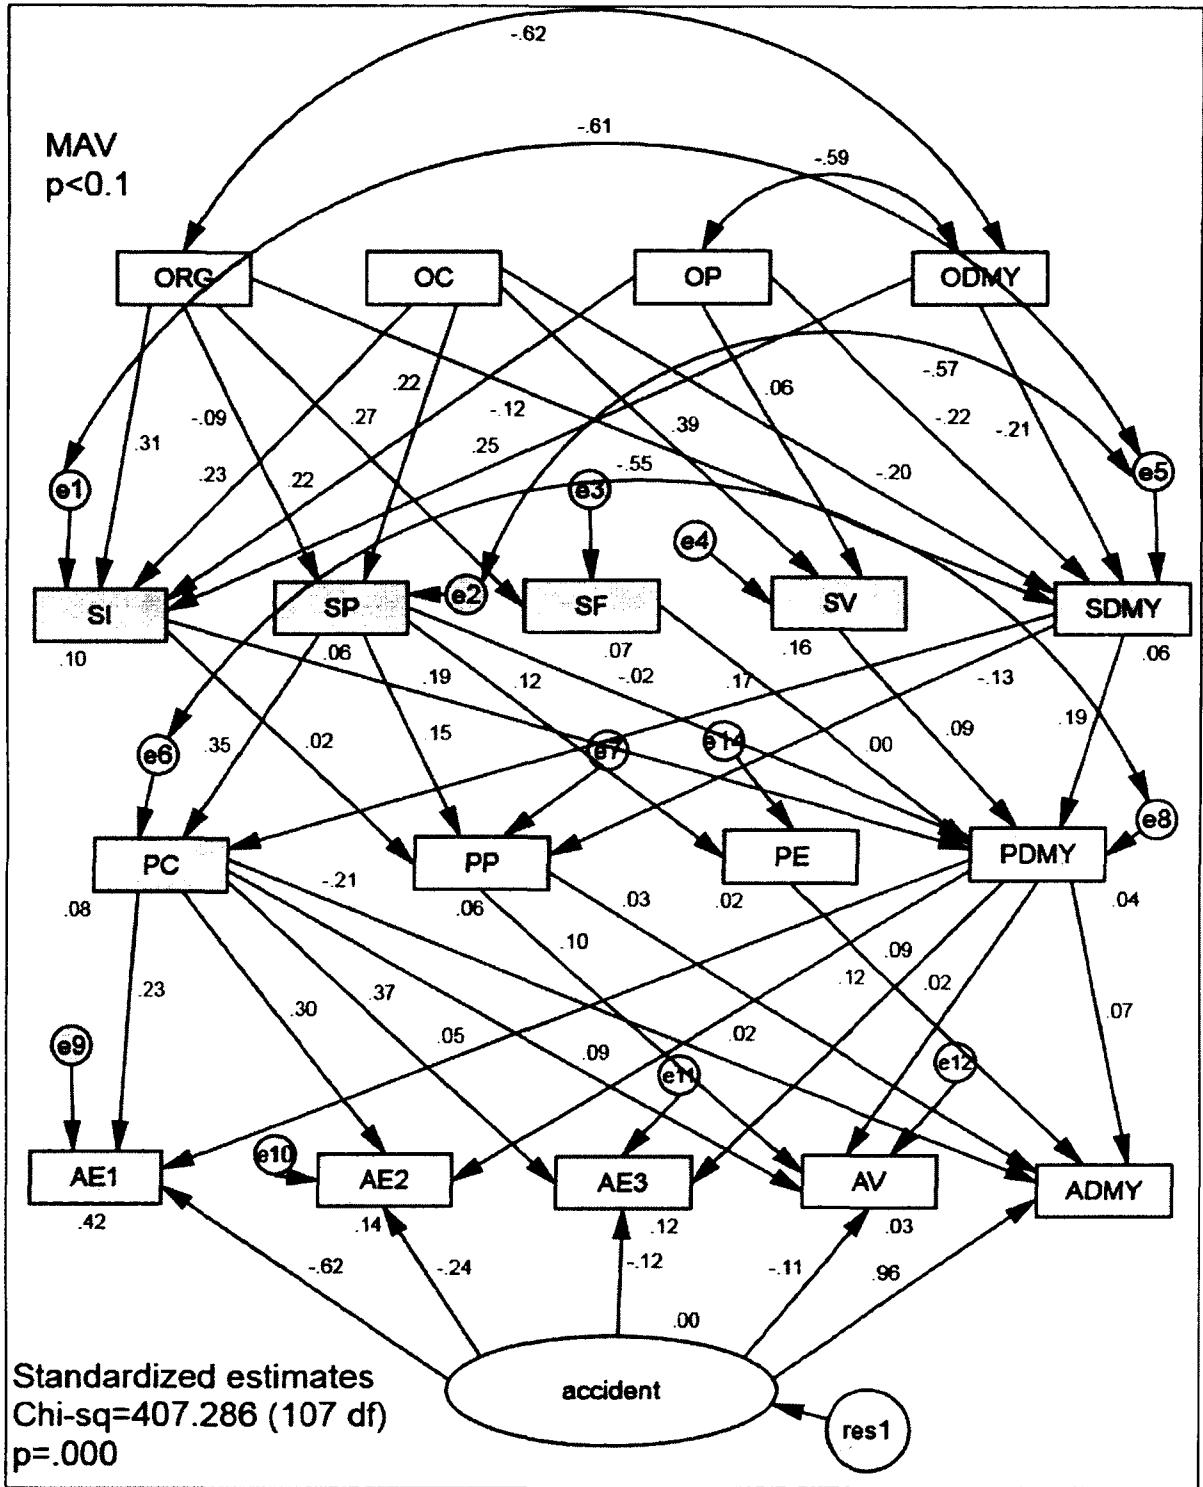 -.62
MAV
p<0.1
-.61
-.59
ORG
OC
OP
ODMY
.31
-.09
.23
.22
.27
.22
-.12
.25
.39
.06
-.57
-.22
-.21
-.20
-.55
e1
e3
e5
e4
e2
SI
SP
SF
SV
SDMY
.10
.06
.07
.16
.06
.19
.12
-.02
.17
-.13
.35
.02
.15
.00
.09
.19
e6
e7
e14
e8
PC
PP
PE
PDMY
.08
-.21
.06
.03
.02
.04
.23
.30
.37
.10
.12
.09
.02
.07
.05
.09
.02
e9
e10
e11
e12
AE1
AE2
AE3
AV
ADMY
.42
.14
.12
.03
-.62
-.24
-.12
-.11
.96
.00
accident
res1
Standardized estimates
Chi-sq=407.286 (107 df)
p=.000